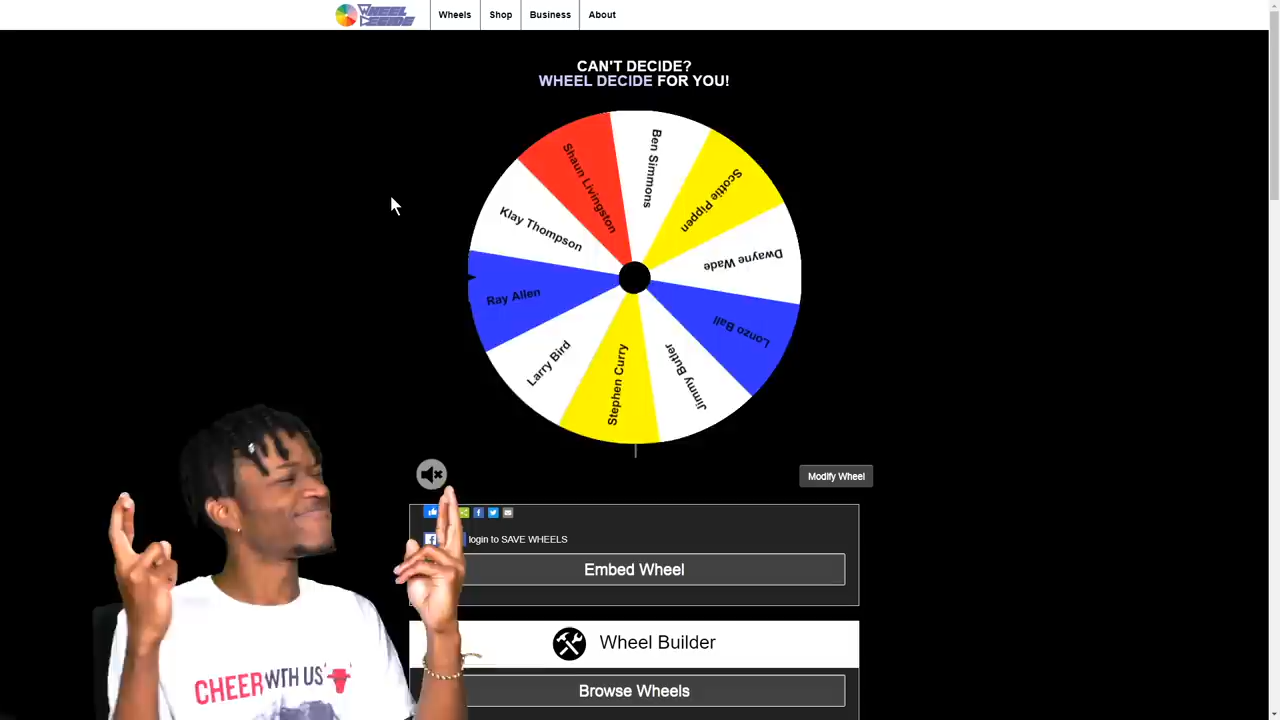 WHEEL
DECIDE
Wheels
Shop
Business
About
CAN'T DECIDE?
WHEEL DECIDE FOR YOU!
Ben Simmons
Scottie Pippen
Dwayne Wade
Lonzo Ball
Jimmy Butler
Stephen Curry
Larry Bird
Ray Allen
Klay Thompson
Shaun Livingston
Modify Wheel
login to SAVE WHEELS
Embed Wheel
Wheel Builder
Browse Wheels
CHEER WITH US